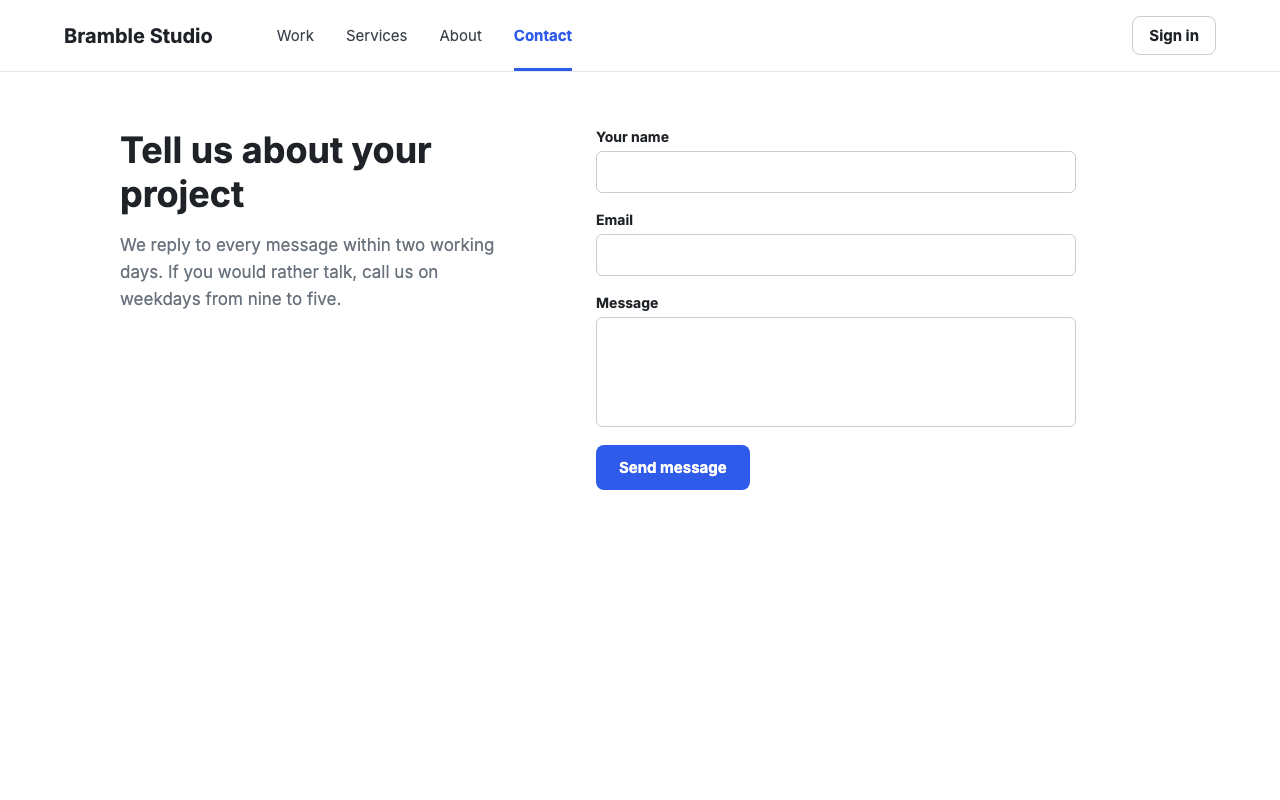 Bramble Studio
Work
Services
About
Contact
Sign in
Tell us about your
project
We reply to every message within two working
days. If you would rather talk, call us on
weekdays from nine to five.
Your name
Email
Message
Send message